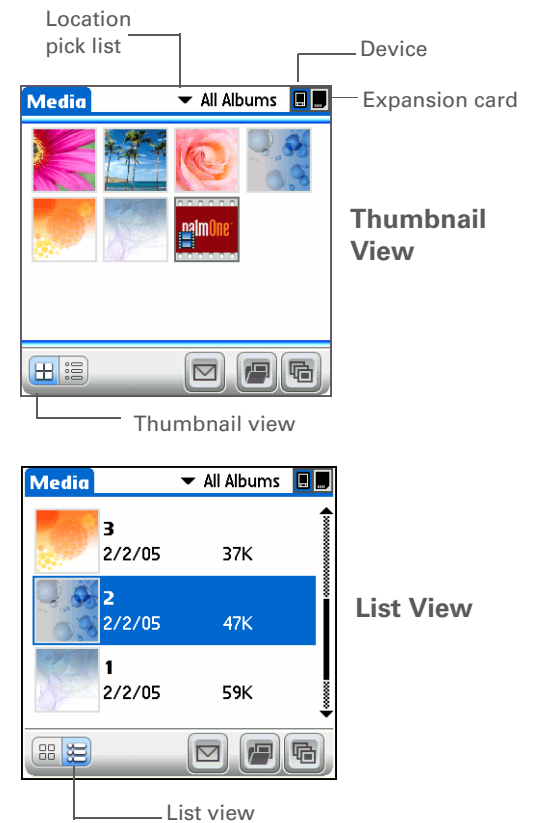 Location
pick list
Device
Media
All Albums
Expansion card
palmOne
Thumbnail
View
Thumbnail view
Media
All Albums
3
2/2/05 37K
2
2/2/05 47K
1
2/2/05 59K
List View
List view